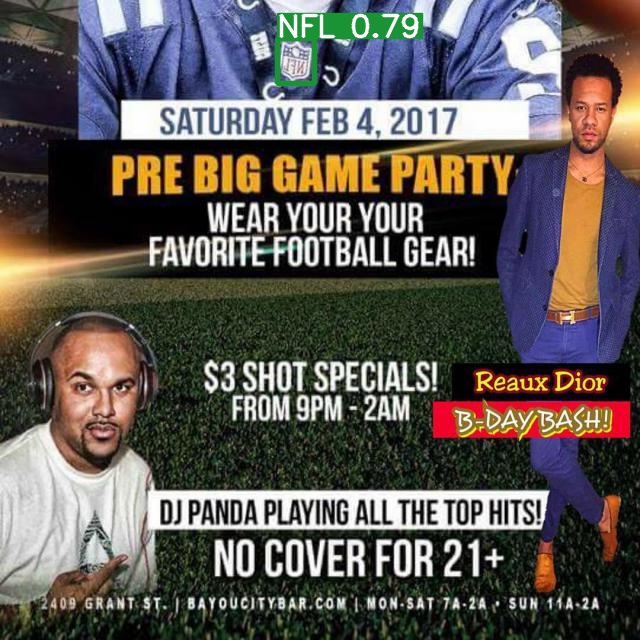 NFL 0.79
NFL
SATURDAY FEB 4, 2017
PRE BIG GAME PARTY
WEAR YOUR YOUR
FAVORITE FOOTBALL GEAR!
$3 SHOT SPECIALS!
FROM 9PM - 2AM
Reaux Dior
B-DAY BASH!
DJ PANDA PLAYING ALL THE TOP HITS!
NO COVER FOR 21+
2409 GRANT ST. | BAYOUCITYBAR.COM | MON-SAT 7A-2A • SUN 11A-2A